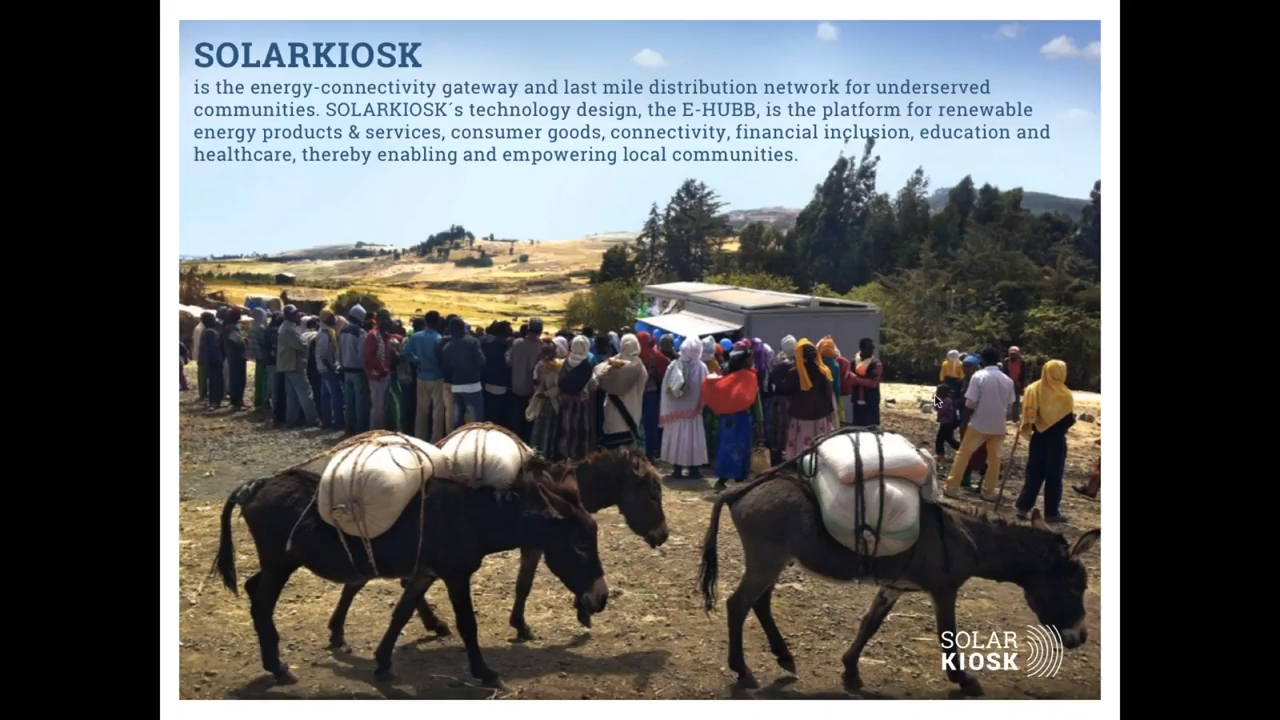 SOLARKIOSK
is the energy-connectivity gateway and last mile distribution network for underserved
communities. SOLARKIOSK´s technology design, the E-HUBB, is the platform for renewable
energy products & services, consumer goods, connectivity, financial inclusion, education and
healthcare, thereby enabling and empowering local communities.
SOLAR
KIOSK